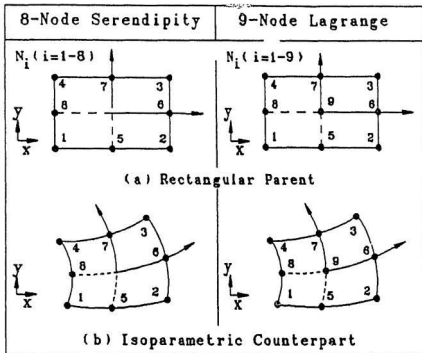 8-Node Serendipity
9-Node Lagrange
Ni(i=1-8)
4 7 3
8 6
1 5 2
y
x
Ni(i=1-9)
4 7 3
8 9 6
1 5 2
y
x
(a) Rectangular Parent
4 7 3
8 6
1 5 2
y
x
4 7 3
8 9 6
1 5 2
y
x
(b) Isoparametric Counterpart